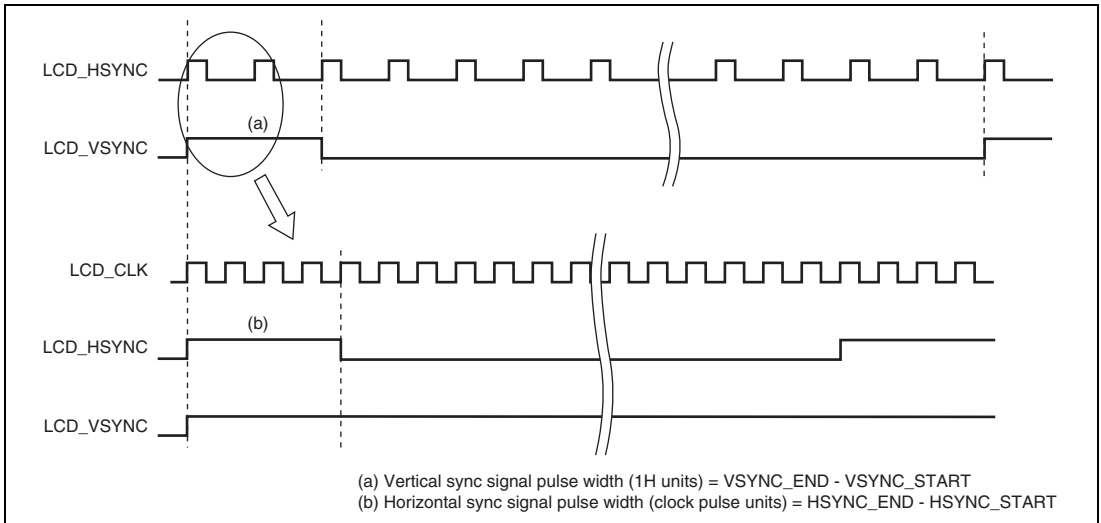 LCD_HSYNC
(a)
LCD_VSYNC
LCD_CLK
(b)
LCD_HSYNC
LCD_VSYNC
(a) Vertical sync signal pulse width (1H units) = VSYNC_END - VSYNC_START
(b) Horizontal sync signal pulse width (clock pulse units) = HSYNC_END - HSYNC_START